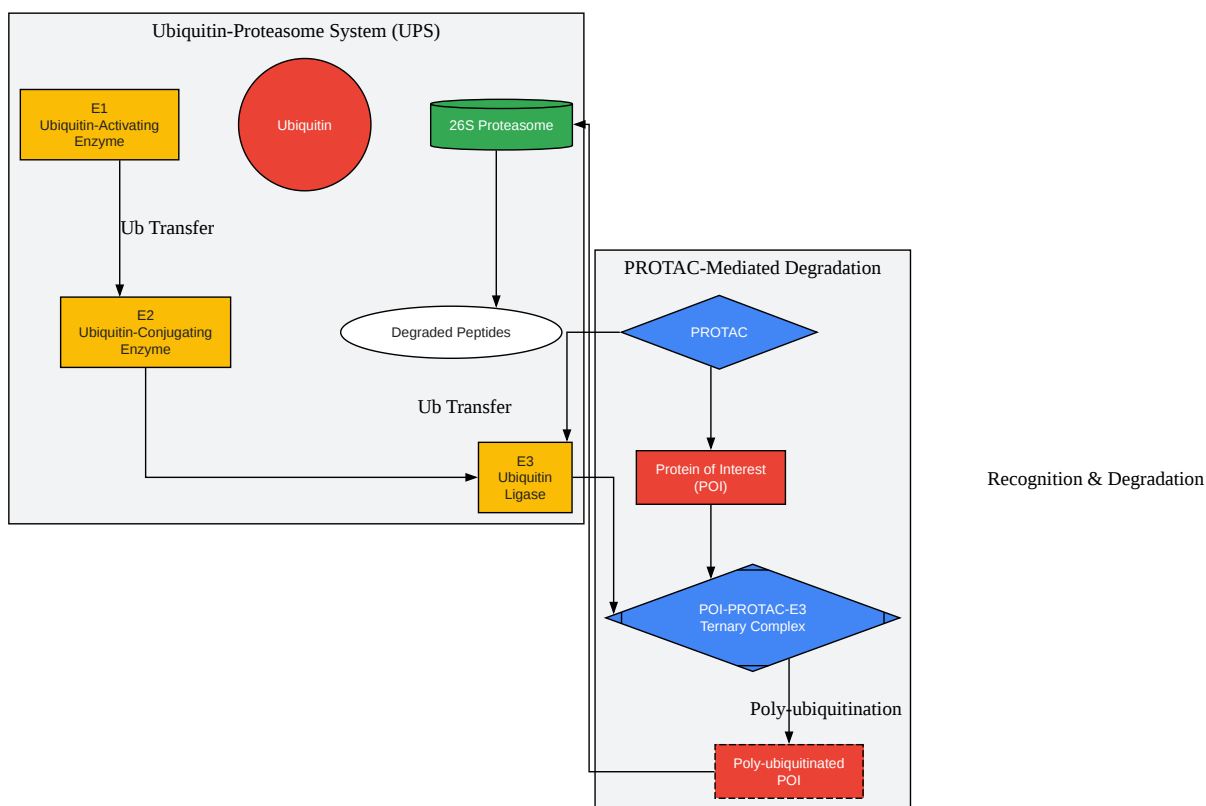 Ubiquitin-Proteasome System (UPS)
E1
Ubiquitin-Activating
Enzyme
Ubiquitin
26S Proteasome
Ub Transfer
PROTAC-Mediated Degradation
E2
Ubiquitin-Conjugating
Enzyme
Degraded Peptides
PROTAC
Ub Transfer
E3
Ubiquitin
Ligase
Protein of Interest
(POI)
Recognition & Degradation
POI-PROTAC-E3
Ternary Complex
Poly-ubiquitination
Poly-ubiquitinated
POI